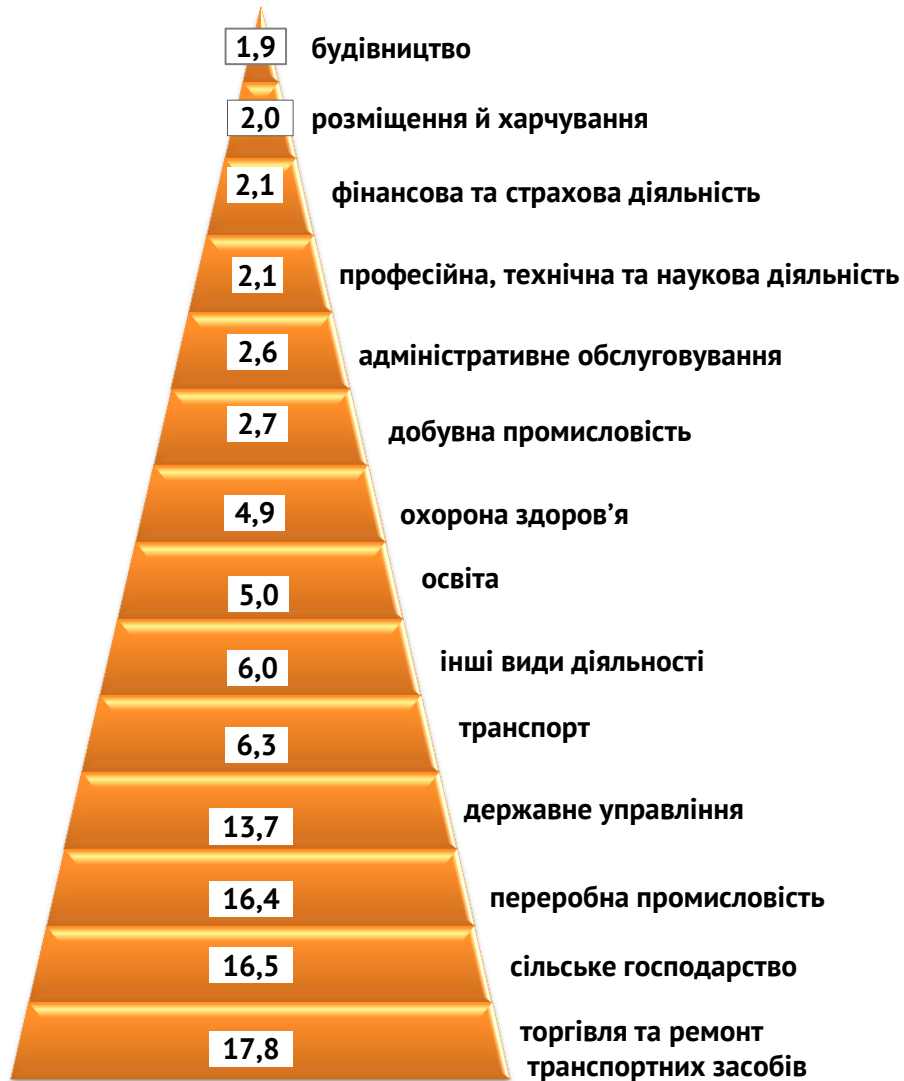 1,9 будівництво
2,0 розміщення й харчування
2,1 фінансова та страхова діяльність
2,1 професійна, технічна та наукова діяльність
2,6 адміністративне обслуговування
2,7 добувна промисловість
4,9 охорона здоров’я
5,0 освіта
6,0 інші види діяльності
6,3 транспорт
13,7 державне управління
16,4 переробна промисловість
16,5 сільське господарство
17,8 торгівля та ремонт
транспортних засобів